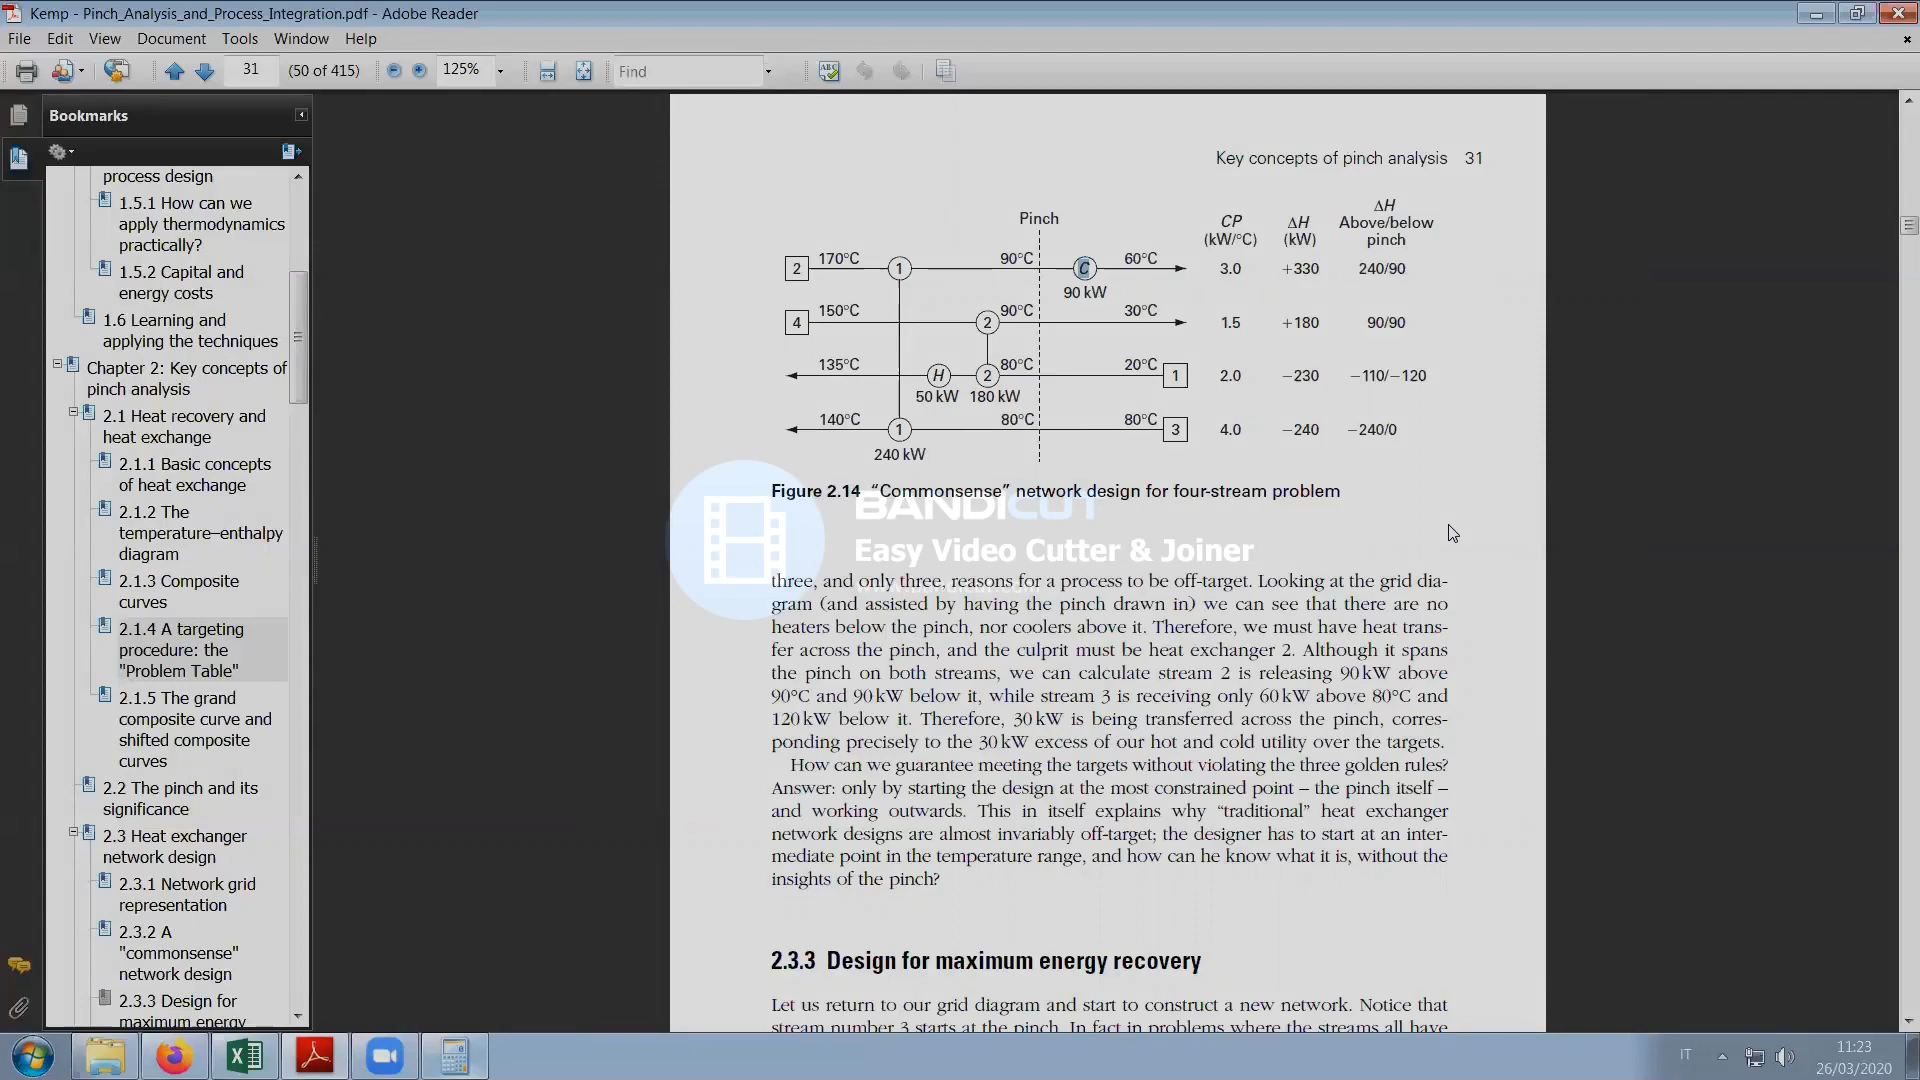 Kemp - Pinch_Analysis_and_Process_Integration.pdf - Adobe Reader
File Edit View Document Tools Window Help
31 (50 of 415) 125% Find
Bookmarks
process design
1.5.1 How can we
apply thermodynamics
practically?
1.5.2 Capital and
energy costs
1.6 Learning and
applying the techniques
Chapter 2: Key concepts of
pinch analysis
2.1 Heat recovery and
heat exchange
2.1.1 Basic concepts
of heat exchange
2.1.2 The
temperature–enthalpy
diagram
2.1.3 Composite
curves
2.1.4 A targeting
procedure: the
"Problem Table"
2.1.5 The grand
composite curve and
shifted composite
curves
2.2 The pinch and its
significance
2.3 Heat exchanger
network design
2.3.1 Network grid
representation
2.3.2 A
"commonsense"
network design
2.3.3 Design for
maximum energy
Key concepts of pinch analysis 31
Pinch
CP
(kW/°C)
ΔH
(kW)
ΔH
Above/below
pinch
2 170°C 1 90°C C 60°C 3.0 +330 240/90
90 kW
4 150°C 2 90°C 30°C 1.5 +180 90/90
135°C H 2 80°C 20°C 1 2.0 −230 −110/−120
50 kW 180 kW
140°C 1 80°C 80°C 3 4.0 −240 −240/0
240 kW
Figure 2.14 “Commonsense” network design for four-stream problem
BANDICUT
Easy Video Cutter & Joiner
www.bandicut.com
three, and only three, reasons for a process to be off-target. Looking at the grid dia-
gram (and assisted by having the pinch drawn in) we can see that there are no
heaters below the pinch, nor coolers above it. Therefore, we must have heat trans-
fer across the pinch, and the culprit must be heat exchanger 2. Although it spans
the pinch on both streams, we can calculate stream 2 is releasing 90 kW above
90°C and 90 kW below it, while stream 3 is receiving only 60 kW above 80°C and
120 kW below it. Therefore, 30 kW is being transferred across the pinch, corres-
ponding precisely to the 30 kW excess of our hot and cold utility over the targets.
How can we guarantee meeting the targets without violating the three golden rules?
Answer: only by starting the design at the most constrained point – the pinch itself –
and working outwards. This in itself explains why “traditional” heat exchanger
network designs are almost invariably off-target; the designer has to start at an inter-
mediate point in the temperature range, and how can he know what it is, without the
insights of the pinch?
2.3.3 Design for maximum energy recovery
Let us return to our grid diagram and start to construct a new network. Notice that
stream number 3 starts at the pinch. In fact in problems where the streams all have
IT
11:23
26/03/2020